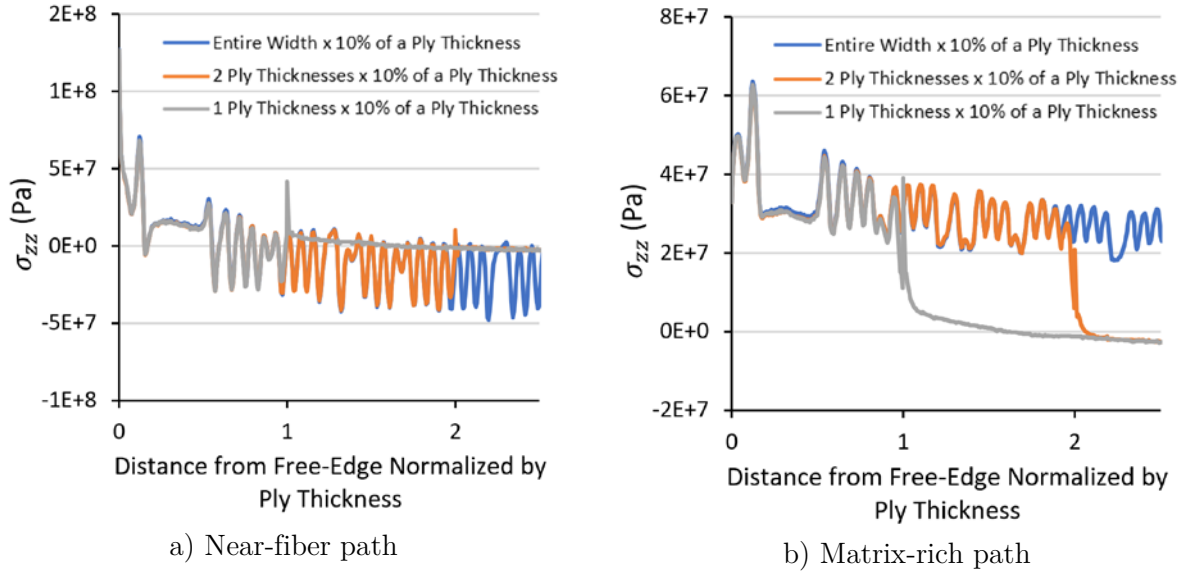 2E+8
1E+8
5E+7
0E+0
-5E+7
-1E+8
σzz (Pa)
Entire Width x 10% of a Ply Thickness
2 Ply Thicknesses x 10% of a Ply Thickness
1 Ply Thickness x 10% of a Ply Thickness
0 1 2
Distance from Free-Edge Normalized by
Ply Thickness
a) Near-fiber path
8E+7
6E+7
4E+7
2E+7
0E+0
-2E+7
σzz (Pa)
Entire Width x 10% of a Ply Thickness
2 Ply Thicknesses x 10% of a Ply Thickness
1 Ply Thickness x 10% of a Ply Thickness
0 1 2
Distance from Free-Edge Normalized by
Ply Thickness
b) Matrix-rich path